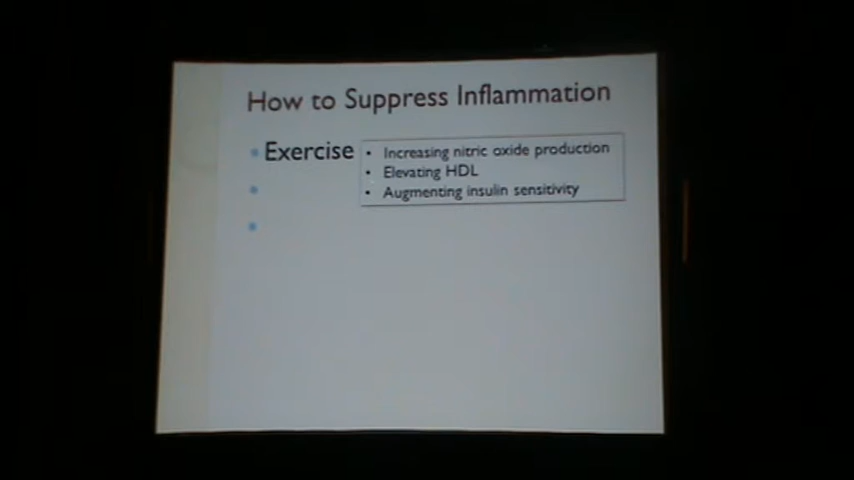 How to Suppress Inflammation
• Exercise
• Increasing nitric oxide production
• Elevating HDL
• Augmenting insulin sensitivity